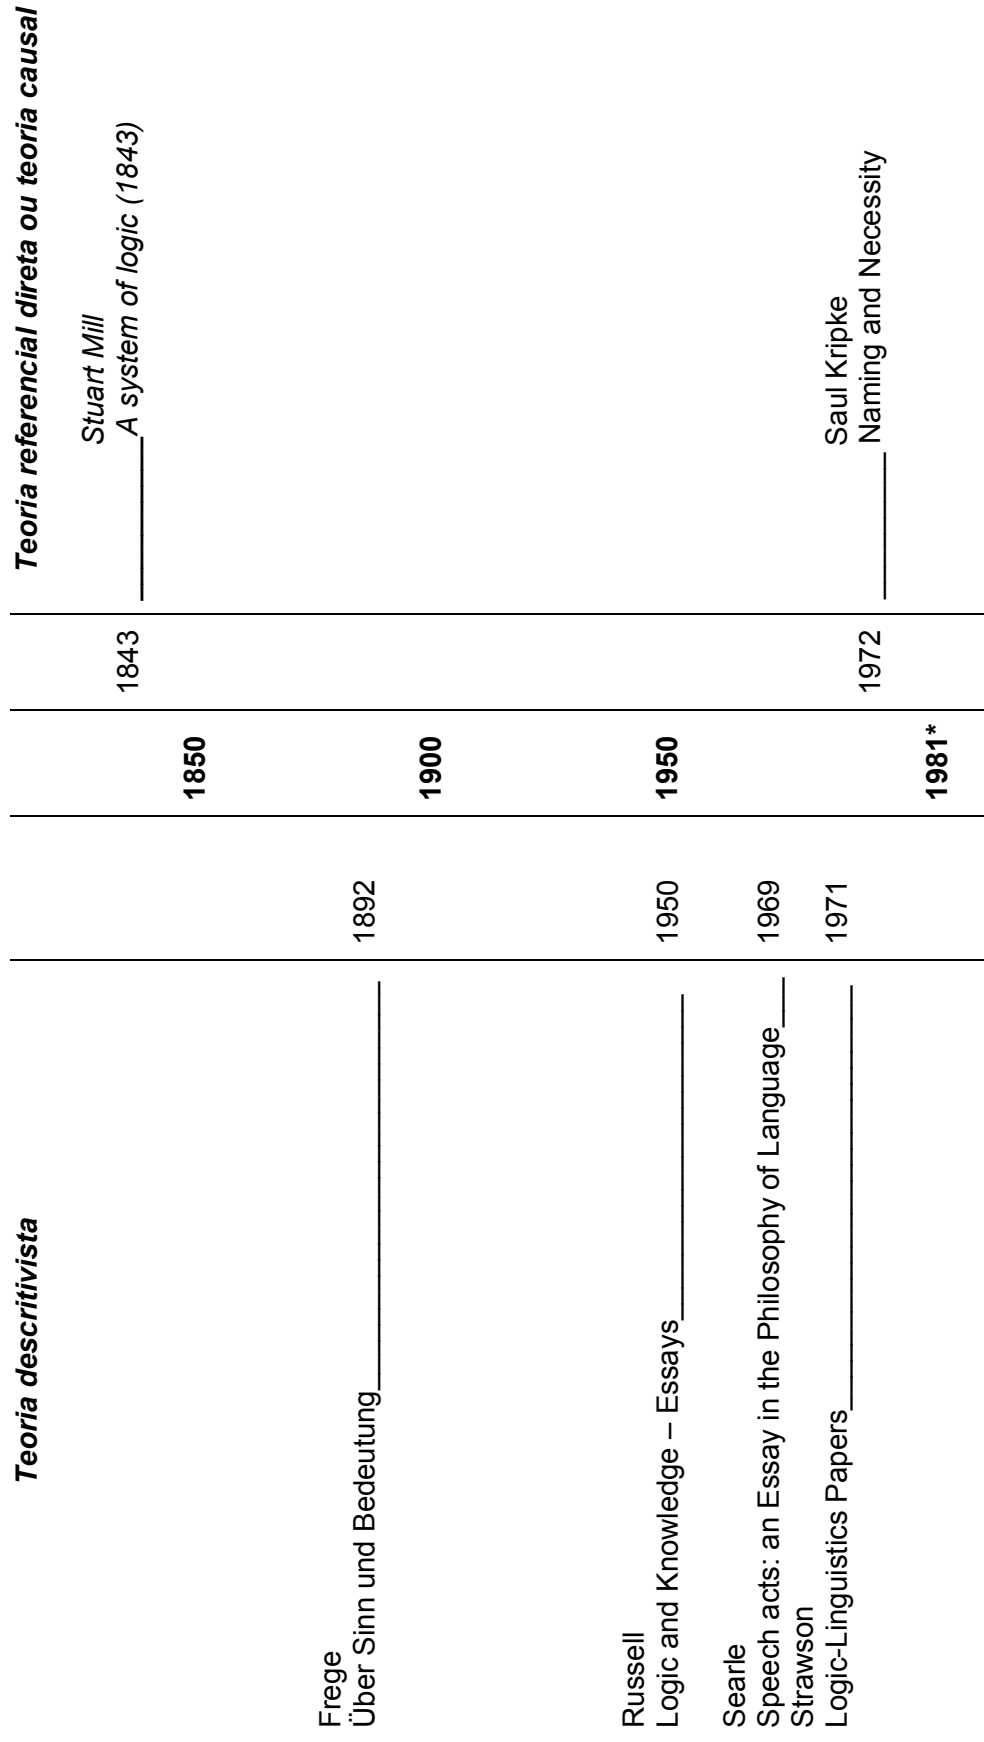 Teoria descritivista
Teoria referencial direta ou teoria causal
1843
Stuart Mill
A system of logic (1843)
1850
Frege
Über Sinn und Bedeutung
1892
1900
Russell
Logic and Knowledge – Essays
1950
1950
Searle
Speech acts: an Essay in the Philosophy of Language
1969
Strawson
Logic-Linguistics Papers
1971
1972
Saul Kripke
Naming and Necessity
1981*